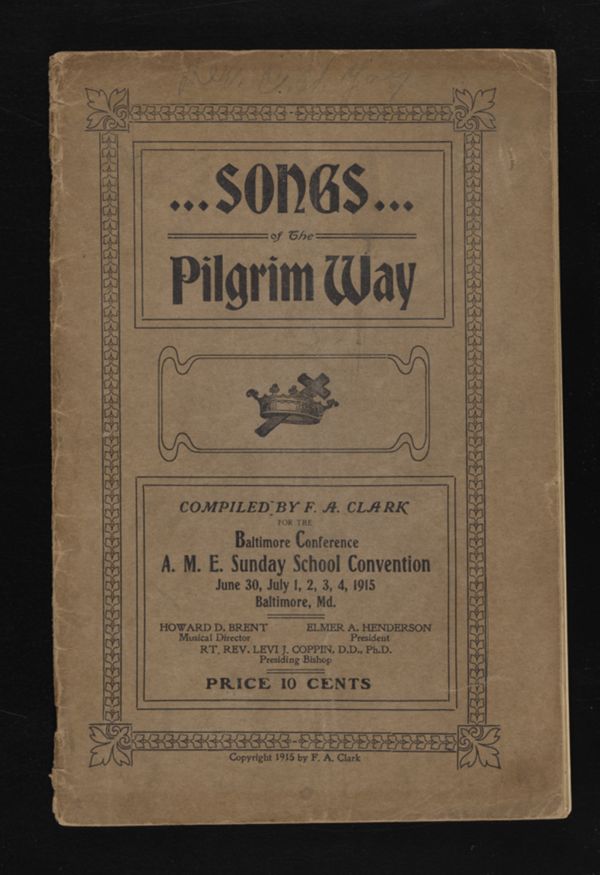 ...SONGS...
of The
Pilgrim Way
COMPILED BY F. A. CLARK
FOR THE
Baltimore Conference
A. M. E. Sunday School Convention
June 30, July 1, 2, 3, 4, 1915
Baltimore, Md.
HOWARD D. BRENT ELMER A. HENDERSON
Musical Director President
RT. REV. LEVI J. COPPIN, D.D., Ph.D.
Presiding Bishop
PRICE 10 CENTS
Copyright 1915 by F. A. Clark